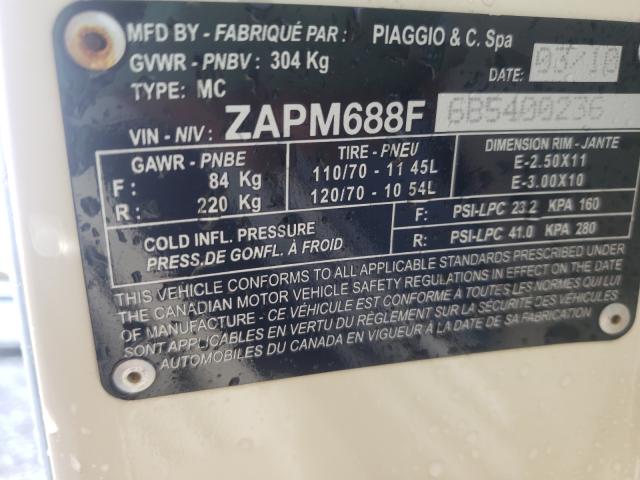 MFD BY - FABRIQUÉ PAR : PIAGGIO & C. Spa
GVWR - PNBV : 304 Kg DATE: 03/10
TYPE: MC
VIN - NIV : ZAPM688F 6B5400236
GAWR - PNBE TIRE - PNEU DIMENSION RIM - JANTE
F : 84 Kg 110/70 - 11 45L E-2.50X11
R : 220 Kg 120/70 - 10 54L E-3.00X10
COLD INFL. PRESSURE F: PSI-LPC 23.2 KPA 160
PRESS.DE GONFL. À FROID R: PSI-LPC 41.0 KPA 280
THIS VEHICLE CONFORMS TO ALL APPLICABLE STANDARDS PRESCRIBED UNDER
THE CANADIAN MOTOR VEHICLE SAFETY REGULATIONS IN EFFECT ON THE DATE
OF MANUFACTURE - CE VÉHICULE EST CONFORME À TOUTES LES NORMES QUI LUI
SONT APPLICABLES EN VERTU DU RÈGLEMENT SUR LA SÉCURITÉ DES VÉHICULES
AUTOMOBILES DU CANADA EN VIGUEUR À LA DATE DE SA FABRICATION